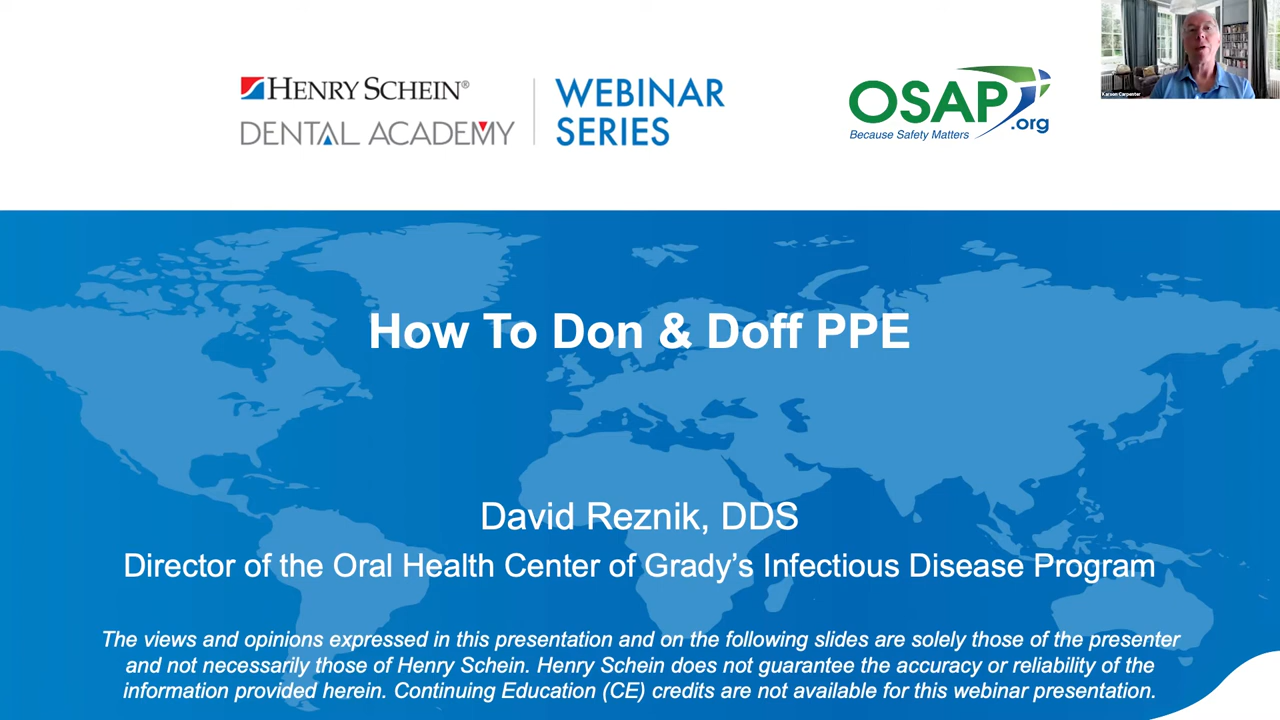 HENRY SCHEIN®
DENTAL ACADEMY
WEBINAR
SERIES
OSAP
.org
Because Safety Matters
Karson Carpenter
How To Don & Doff PPE
David Reznik, DDS
Director of the Oral Health Center of Grady’s Infectious Disease Program
The views and opinions expressed in this presentation and on the following slides are solely those of the presenter
and not necessarily those of Henry Schein. Henry Schein does not guarantee the accuracy or reliability of the
information provided herein. Continuing Education (CE) credits are not available for this webinar presentation.